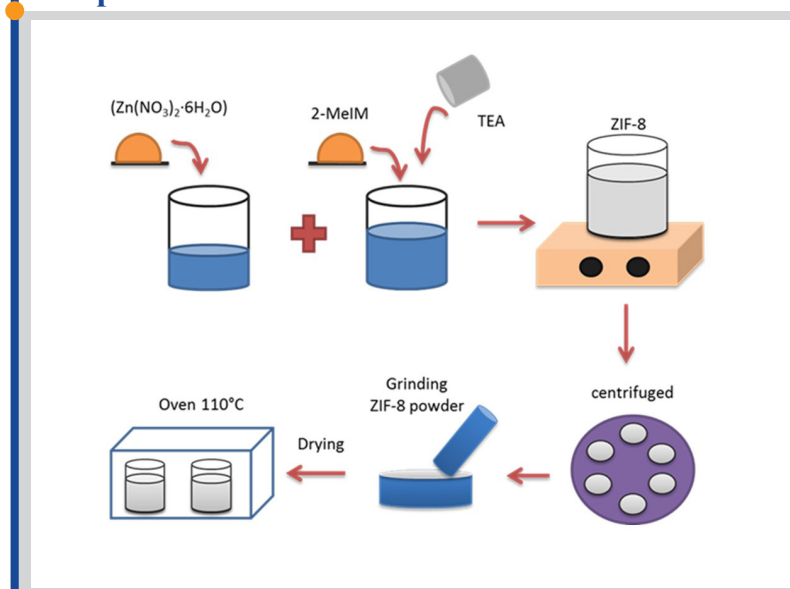 (Zn(NO₃)₂·6H₂O)
2-MeIM
TEA
ZIF-8
centrifuged
Grinding
ZIF-8 powder
Drying
Oven 110°C